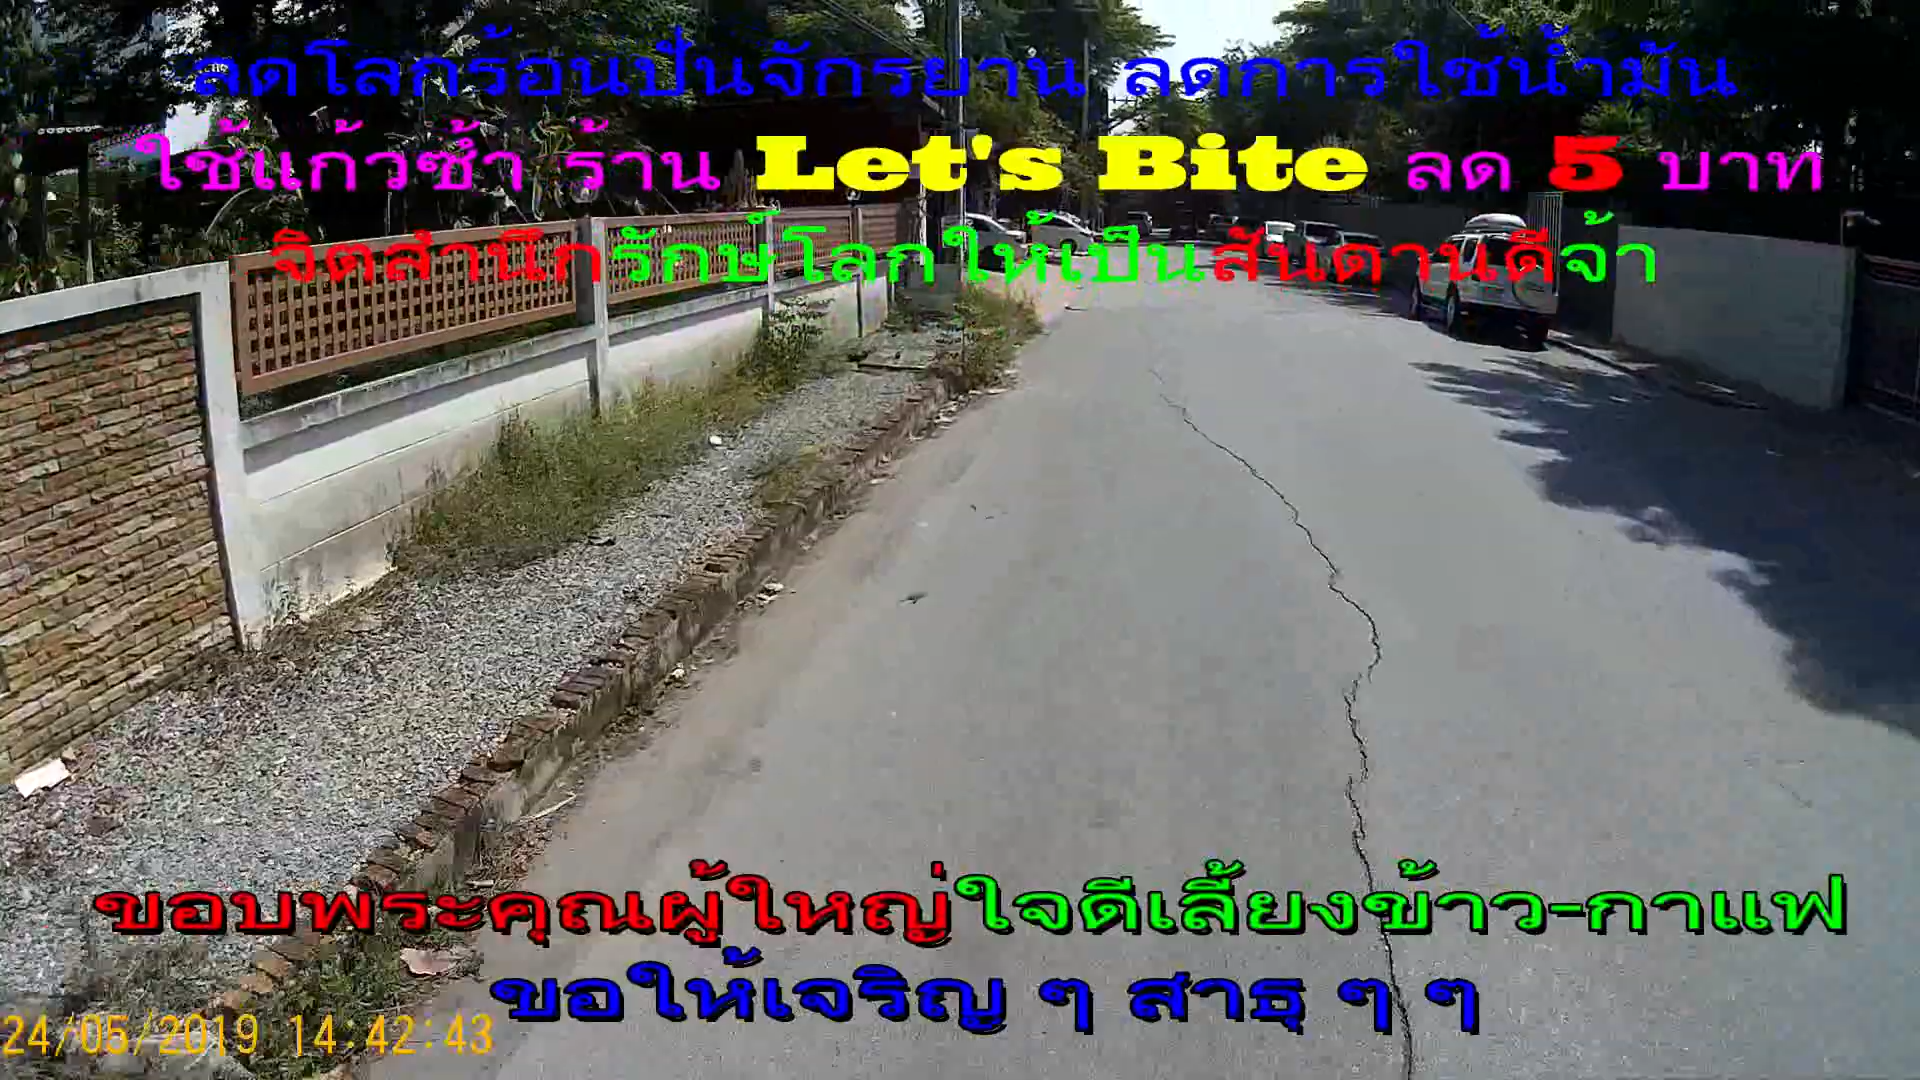 ลดโลกร้อนปั่นจักรยาน ลดการใช้น้ำมัน
ใช้แก้วซ้ำ ร้าน Let's Bite ลด 5 บาท
จิตสำนึกรักษ์โลกให้เป็นสันดานดีจ้า
ขอบพระคุณผู้ใหญ่ใจดีเลี้ยงข้าว-กาแฟ
ขอให้เจริญ ๆ สาธุ ๆ ๆ
24/05/2019 14:42:43